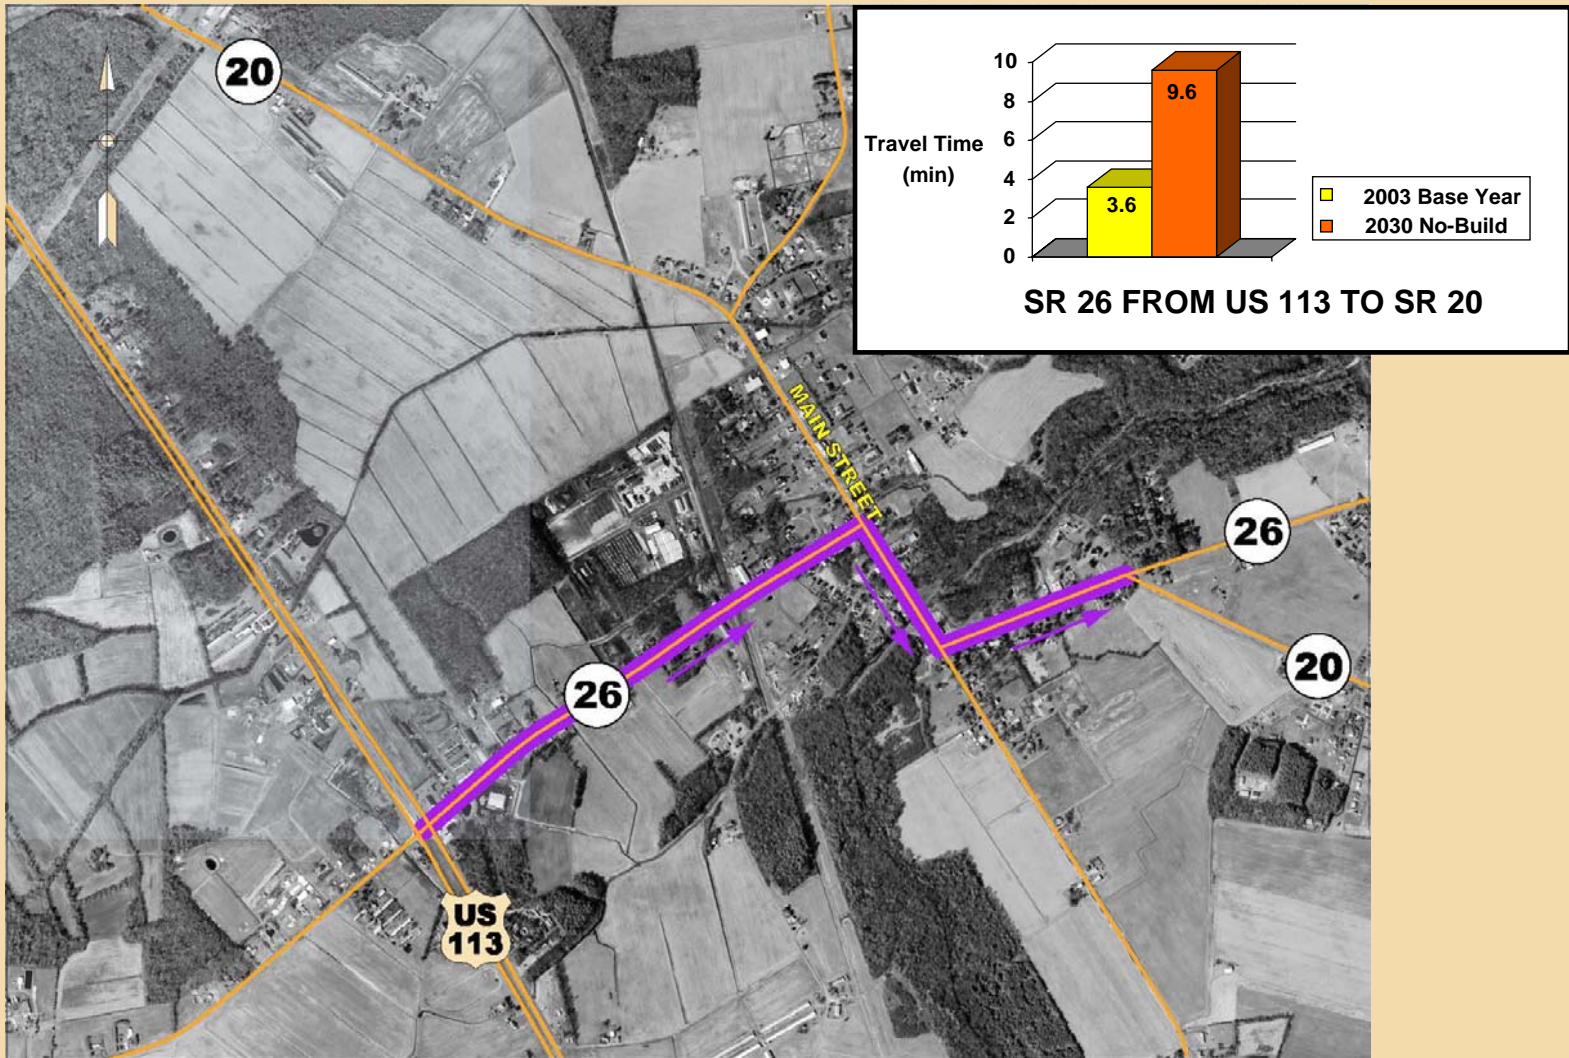 20
10
8
6
4
2
0
Travel Time
(min)
9.6
3.6
2003 Base Year
2030 No-Build
SR 26 FROM US 113 TO SR 20
MAIN STREET
26
26
20
US
113